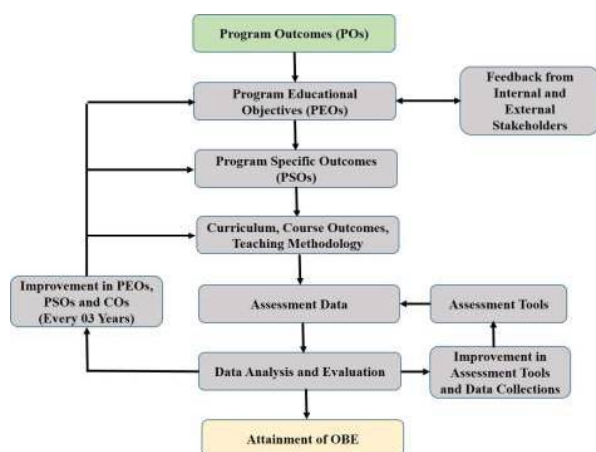 Program Outcomes (POs)
Program Educational
Objectives (PEOs)
Feedback from
Internal and
External
Stakeholders
Program Specific Outcomes
(PSOs)
Curriculum, Course Outcomes,
Teaching Methodology
Improvement in PEOs,
PSOs and COs
(Every 03 Years)
Assessment Data
Assessment Tools
Data Analysis and Evaluation
Improvement in
Assessment Tools
and Data Collections
Attainment of OBE